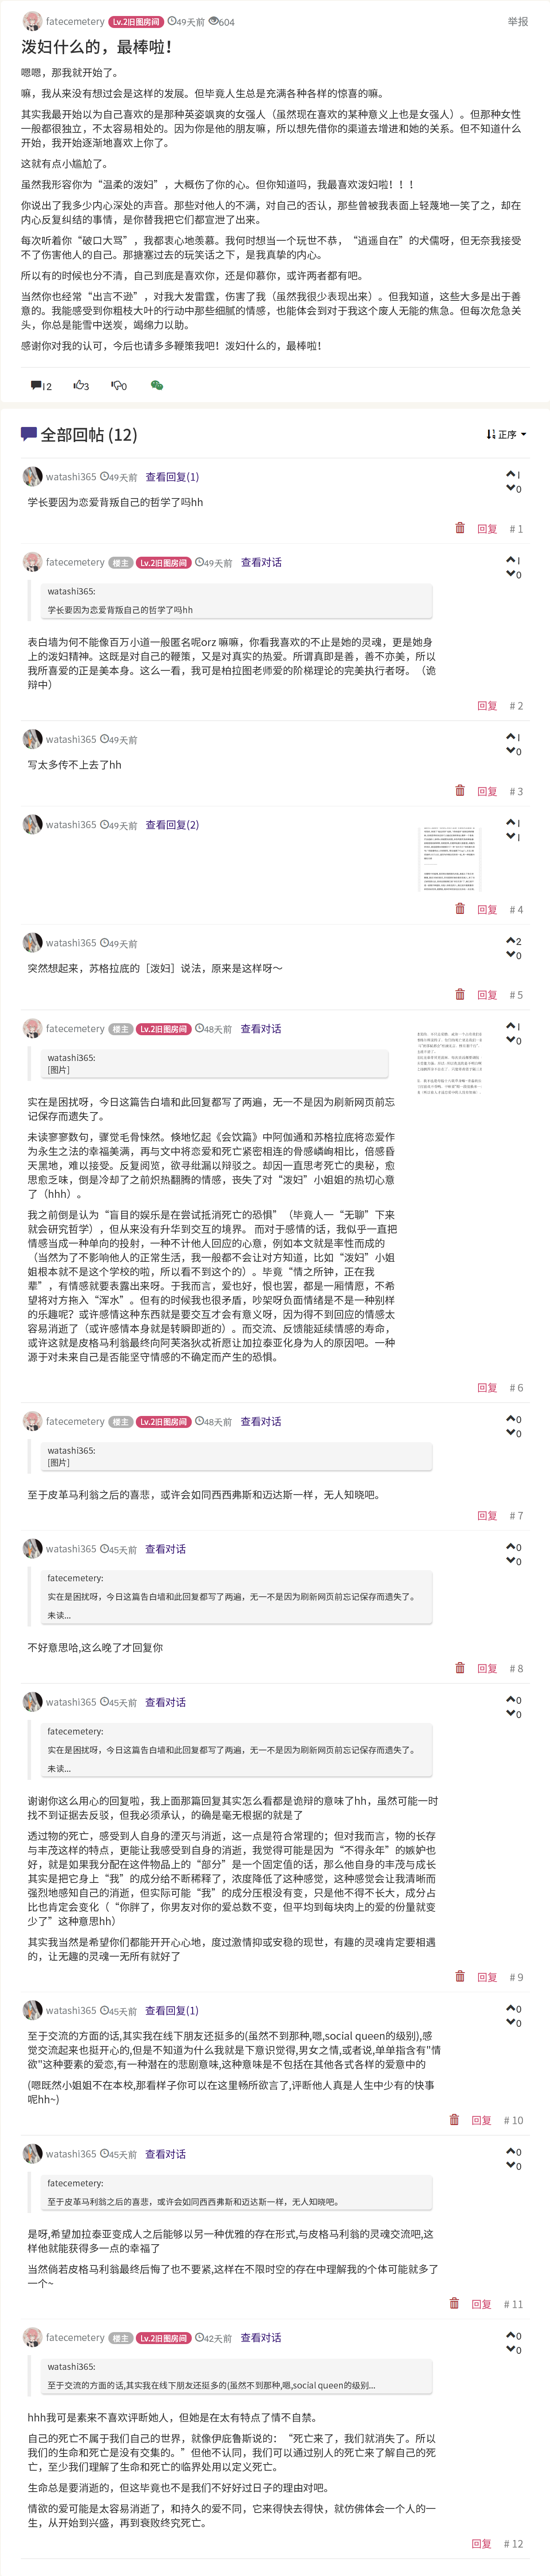 fatecemetery Lv.2旧图房间 49天前 604 举报
泼妇什么的，最棒啦！
嗯嗯，那我就开始了。
嘛，我从来没有想过会是这样的发展。但毕竟人生总是充满各种各样的惊喜的嘛。
其实我最开始以为自己喜欢的是那种英姿飒爽的女强人（虽然现在喜欢的某种意义上也是女强人）。但那种女性
一般都很独立，不太容易相处的。因为你是他的朋友嘛，所以想先借你的渠道去增进和她的关系。但不知道什么
开始，我开始逐渐地喜欢上你了。
这就有点小尴尬了。
虽然我形容你为“温柔的泼妇”，大概伤了你的心。但你知道吗，我最喜欢泼妇啦！！！
你说出了我多少内心深处的声音。那些对他人的不满，对自己的否认，那些曾被我表面上轻蔑地一笑了之，却在
内心反复纠结的事情，是你替我把它们都宣泄了出来。
每次听着你“破口大骂”，我都衷心地羡慕。我何时想当一个玩世不恭，“逍遥自在”的犬儒呀，但无奈我接受
不了伤害他人的自己。那搪塞过去的玩笑话之下，是我真挚的内心。
所以有的时候也分不清，自己到底是喜欢你，还是仰慕你，或许两者都有吧。
当然你也经常“出言不逊”，对我大发雷霆，伤害了我（虽然我很少表现出来）。但我知道，这些大多是出于善
意的。我能感受到你粗枝大叶的行动中那些细腻的情感，也能体会到对于我这个废人无能的焦急。但每次危急关
头，你总是能雪中送炭，竭绵力以助。
感谢你对我的认可，今后也请多多鞭策我吧！泼妇什么的，最棒啦！
12 3 0
全部回帖 (12) 正序
watashi365 49天前 查看回复(1) 1
0
学长要因为恋爱背叛自己的哲学了吗hh
回复 # 1
fatecemetery 楼主 Lv.2旧图房间 49天前 查看对话 1
0
watashi365:
学长要因为恋爱背叛自己的哲学了吗hh
表白墙为何不能像百万小道一般匿名呢orz 嘛嘛，你看我喜欢的不止是她的灵魂，更是她身
上的泼妇精神。这既是对自己的鞭策，又是对真实的热爱。所谓真即是善，善不亦美，所以
我所喜爱的正是美本身。这么一看，我可是柏拉图老师爱的阶梯理论的完美执行者呀。（诡
辩中）
回复 # 2
watashi365 49天前 1
0
写太多传不上去了hh
回复 # 3
watashi365 49天前 查看回复(2) 1
1
回复 # 4
watashi365 49天前 2
0
突然想起来，苏格拉底的［泼妇］说法，原来是这样呀～
回复 # 5
fatecemetery 楼主 Lv.2旧图房间 48天前 查看对话 1
0
watashi365:
[图片]
实在是困扰呀，今日这篇告白墙和此回复都写了两遍，无一不是因为刷新网页前忘
记保存而遗失了。
未读寥寥数句，骤觉毛骨悚然。倏地忆起《会饮篇》中阿伽通和苏格拉底将恋爱作
为永生之法的幸福美满，再与文中将恋爱和死亡紧密相连的骨感嶙峋相比，倍感昏
天黑地，难以接受。反复阅览，欲寻纰漏以辩驳之。却因一直思考死亡的奥秘，愈
思愈乏味，倒是冷却了之前炽热翻腾的情感，丧失了对“泼妇”小姐姐的热切心意
了（hhh）。
我之前倒是认为“盲目的娱乐是在尝试抵消死亡的恐惧”（毕竟人一“无聊”下来
就会研究哲学），但从来没有升华到交互的境界。 而对于感情的话，我似乎一直把
情感当成一种单向的投射，一种不计他人回应的心意，例如本文就是率性而成的
（当然为了不影响他人的正常生活，我一般都不会让对方知道，比如“泼妇”小姐
姐根本就不是这个学校的啦，所以看不到这个的）。毕竟“情之所钟，正在我
辈”，有情感就要表露出来呀。于我而言，爱也好，恨也罢，都是一厢情愿，不希
望将对方拖入“浑水”。但有的时候我也很矛盾，吵架呀负面情绪是不是一种别样
的乐趣呢？或许感情这种东西就是要交互才会有意义呀，因为得不到回应的情感太
容易消逝了（或许感情本身就是转瞬即逝的）。而交流、反馈能延续情感的寿命，
或许这就是皮格马利翁最终向阿芙洛狄忒祈愿让加拉泰亚化身为人的原因吧。一种
源于对未来自己是否能坚守情感的不确定而产生的恐惧。
回复 # 6
fatecemetery 楼主 Lv.2旧图房间 48天前 查看对话 0
0
watashi365:
[图片]
至于皮革马利翁之后的喜悲，或许会如同西西弗斯和迈达斯一样，无人知晓吧。
回复 # 7
watashi365 45天前 查看对话 0
0
fatecemetery:
实在是困扰呀，今日这篇告白墙和此回复都写了两遍，无一不是因为刷新网页前忘记保存而遗失了。
未读...
不好意思哈,这么晚了才回复你
回复 # 8
watashi365 45天前 查看对话 0
0
fatecemetery:
实在是困扰呀，今日这篇告白墙和此回复都写了两遍，无一不是因为刷新网页前忘记保存而遗失了。
未读...
谢谢你这么用心的回复啦，我上面那篇回复其实怎么看都是诡辩的意味了hh，虽然可能一时
找不到证据去反驳，但我必须承认，的确是毫无根据的就是了
透过物的死亡，感受到人自身的湮灭与消逝，这一点是符合常理的；但对我而言，物的长存
与丰茂这样的特点，更能让我感受到自身的消逝，我觉得可能是因为“不得永年”的嫉妒也
好，就是如果我分配在这件物品上的“部分”是一个固定值的话，那么他自身的丰茂与成长
其实是把它身上“我”的成分给不断稀释了，浓度降低了这种感觉，这种感觉会让我清晰而
强烈地感知自己的消逝，但实际可能“我”的成分压根没有变，只是他不得不长大，成分占
比也肯定会变化（“你胖了，你男友对你的爱总数不变，但平均到每块肉上的爱的份量就变
少了”这种意思hh）
其实我当然是希望你们都能开开心心地，度过激情抑或安稳的现世，有趣的灵魂肯定要相遇
的，让无趣的灵魂一无所有就好了
回复 # 9
watashi365 45天前 查看回复(1) 0
0
至于交流的方面的话,其实我在线下朋友还挺多的(虽然不到那种,嗯,social queen的级别),感
觉交流起来也挺开心的,但是不知道为什么我就是下意识觉得,男女之情,或者说,单单指含有"情
欲"这种要素的爱恋,有一种潜在的悲剧意味,这种意味是不包括在其他各式各样的爱意中的
(嗯既然小姐姐不在本校,那看样子你可以在这里畅所欲言了,评断他人真是人生中少有的快事
呢hh~)
回复 # 10
watashi365 45天前 查看对话 0
0
fatecemetery:
至于皮革马利翁之后的喜悲，或许会如同西西弗斯和迈达斯一样，无人知晓吧。
是呀,希望加拉泰亚变成人之后能够以另一种优雅的存在形式,与皮格马利翁的灵魂交流吧,这
样他就能获得多一点的幸福了
当然倘若皮格马利翁最终后悔了也不要紧,这样在不限时空的存在中理解我的个体可能就多了
一个~
回复 # 11
fatecemetery 楼主 Lv.2旧图房间 42天前 查看对话 0
0
watashi365:
至于交流的方面的话,其实我在线下朋友还挺多的(虽然不到那种,嗯,social queen的级别...
hhh我可是素来不喜欢评断她人，但她是在太有特点了情不自禁。
自己的死亡不属于我们自己的世界，就像伊庇鲁斯说的：“死亡来了，我们就消失了。所以
我们的生命和死亡是没有交集的。”但他不认同，我们可以通过别人的死亡来了解自己的死
亡，至少我们理解了生命和死亡的临界处用以定义死亡。
生命总是要消逝的，但这毕竟也不是我们不好好过日子的理由对吧。
情欲的爱可能是太容易消逝了，和持久的爱不同，它来得快去得快，就仿佛体会一个人的一
生，从开始到兴盛，再到衰败终究死亡。
回复 # 12